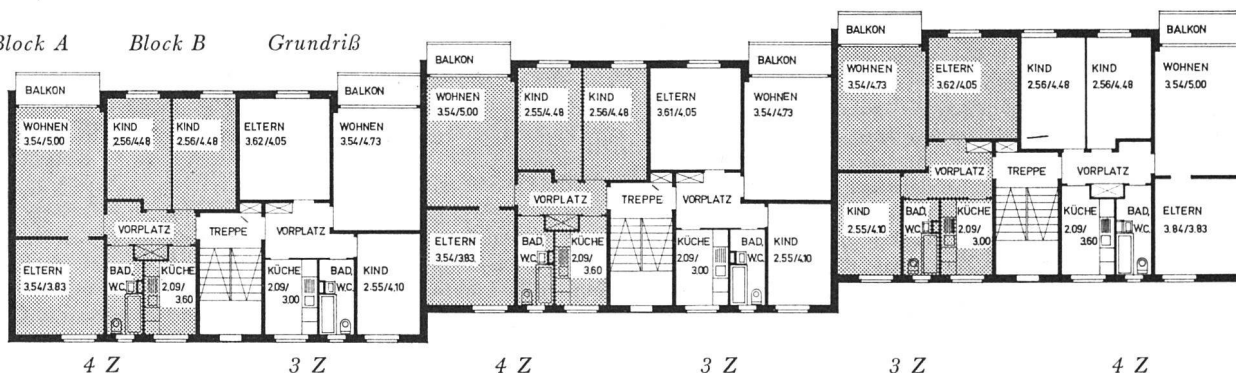 Block A Block B Grundriß
BALKON
WOHNEN
3.54/5.00
KIND
2.56/4.48
KIND
2.56/4.48
ELTERN
3.62/4.05
BALKON
WOHNEN
3.54/4.73
VORPLATZ
TREPPE
VORPLATZ
ELTERN
3.54/3.83
BAD,
W.C.
KÜCHE
2.09/
3.60
KÜCHE
2.09/
3.00
BAD,
W.C.
KIND
2.55/4.10
4 Z
3 Z
BALKON
WOHNEN
3.54/5.00
KIND
2.55/4.48
KIND
2.56/4.48
ELTERN
3.61/4.05
BALKON
WOHNEN
3.54/4.73
VORPLATZ
TREPPE
VORPLATZ
ELTERN
3.54/3.83
BAD,
W.C.
KÜCHE
2.09/
3.60
KÜCHE
2.09/
3.00
BAD,
W.C.
KIND
2.55/4.10
4 Z
3 Z
BALKON
WOHNEN
3.54/4.73
ELTERN
3.62/4.05
KIND
2.56/4.48
KIND
2.56/4.48
BALKON
WOHNEN
3.54/5.00
VORPLATZ
TREPPE
VORPLATZ
KIND
2.55/4.10
BAD,
W.C.
KÜCHE
2.09/
3.00
KÜCHE
2.09/
3.60
BAD,
W.C.
ELTERN
3.84/3.83
3 Z
4 Z